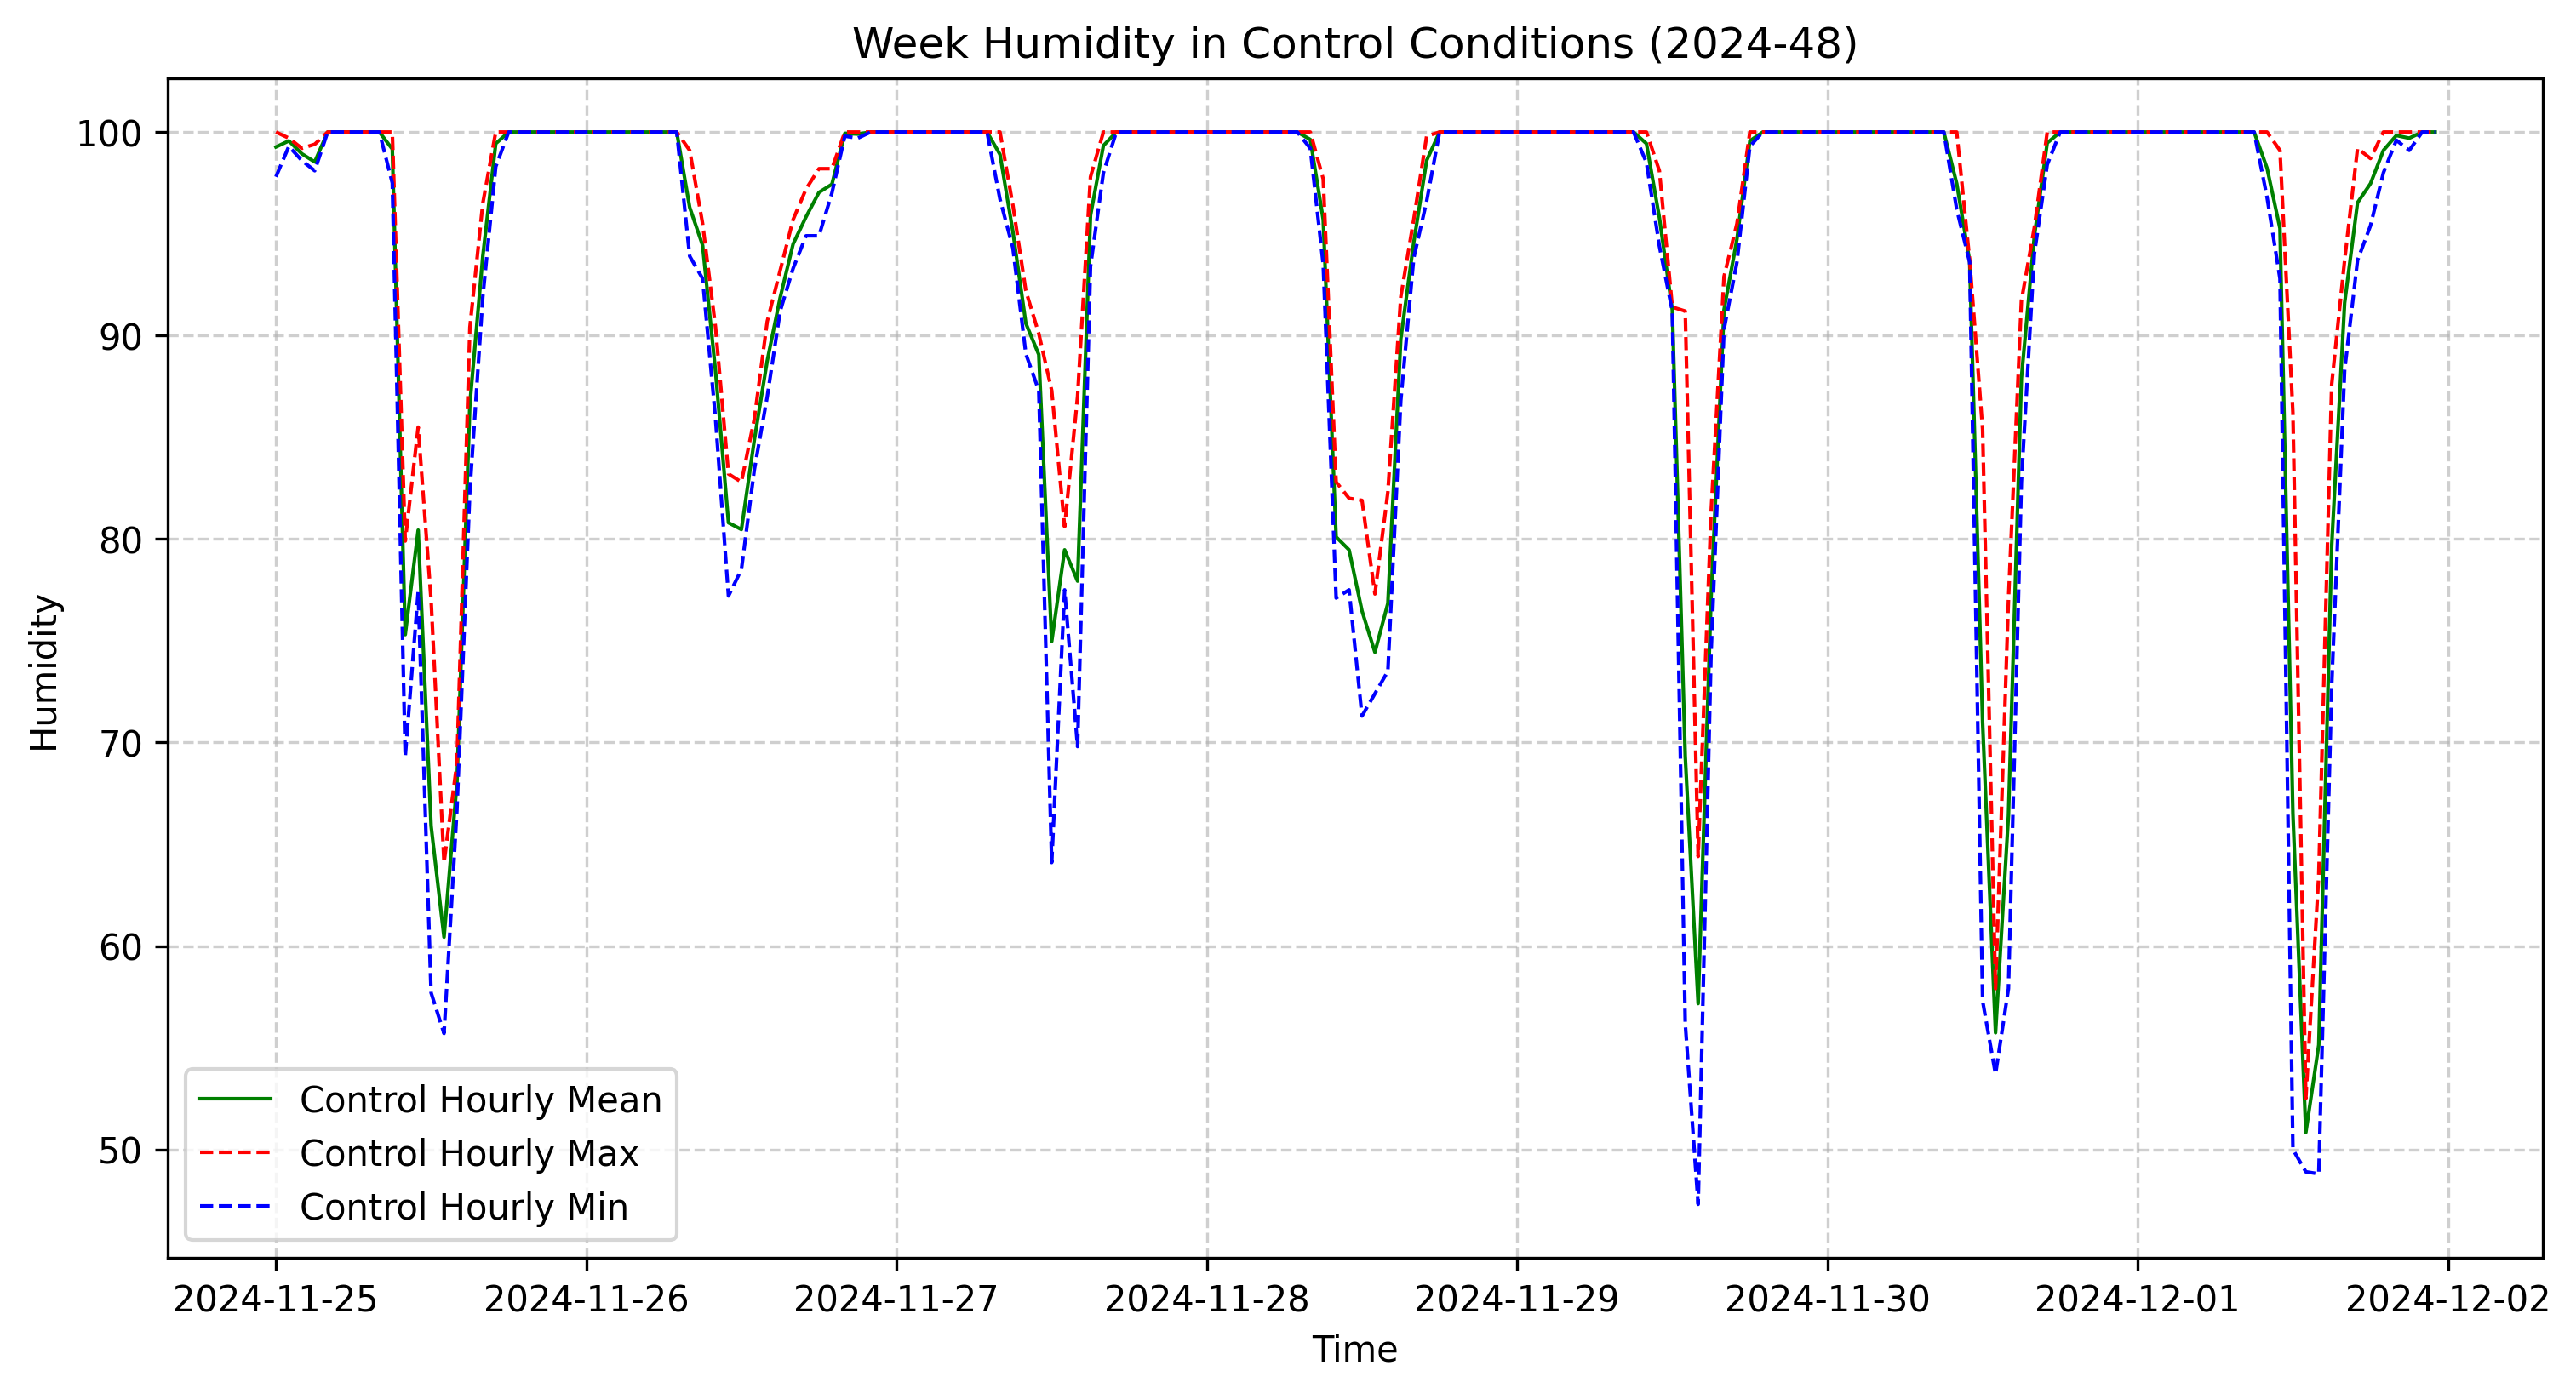 Week Humidity in Control Conditions (2024-48)
Humidity
100
90
80
70
60
50
Control Hourly Mean
Control Hourly Max
Control Hourly Min
2024-11-25 2024-11-26 2024-11-27 2024-11-28 2024-11-29 2024-11-30 2024-12-01 2024-12-02
Time